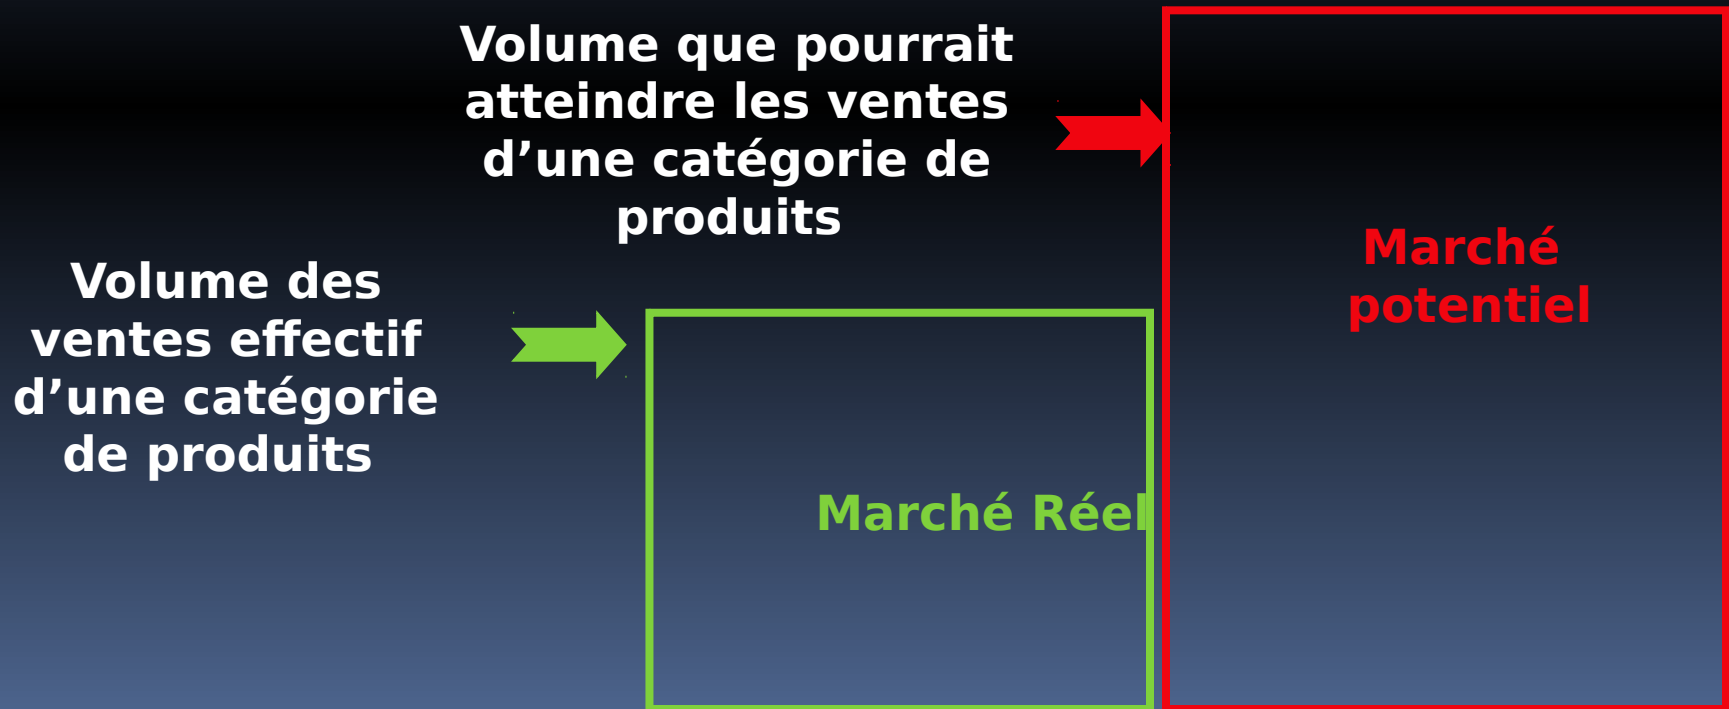 Volume que pourrait
atteindre les ventes
d’une catégorie de
produits
Volume des
ventes effectif
d’une catégorie
de produits
Marché
potentiel
Marché Réel